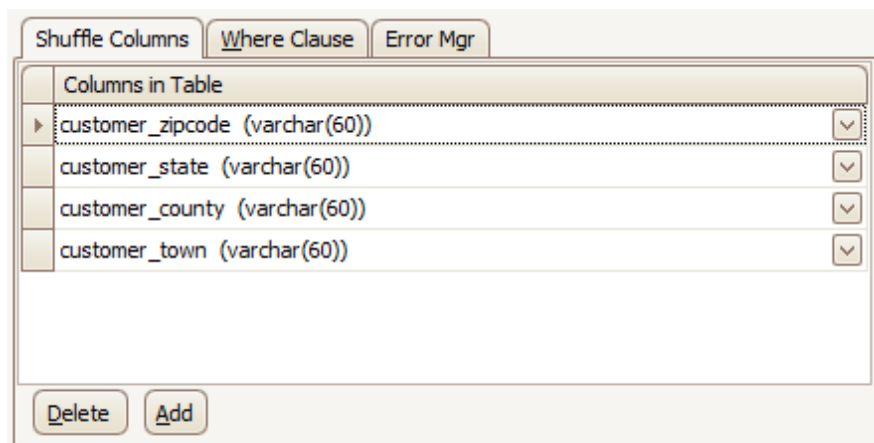 Shuffle Columns Where Clause Error Mgr
Columns in Table
customer_zipcode (varchar(60))
customer_state (varchar(60))
customer_county (varchar(60))
customer_town (varchar(60))
Delete Add